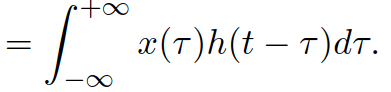 = ∫_{-∞}^{+∞} x(τ)h(t − τ)dτ.